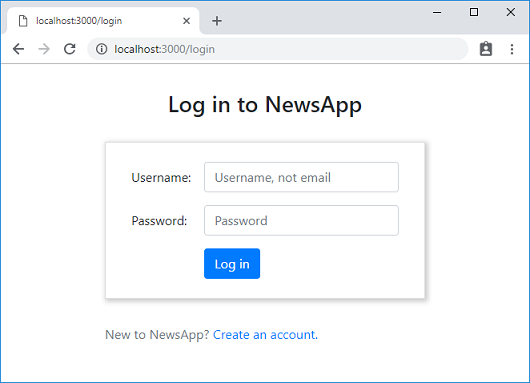 localhost:3000/login
localhost:3000/login
Log in to NewsApp
Username: Username, not email
Password: Password
Log in
New to NewsApp? Create an account.